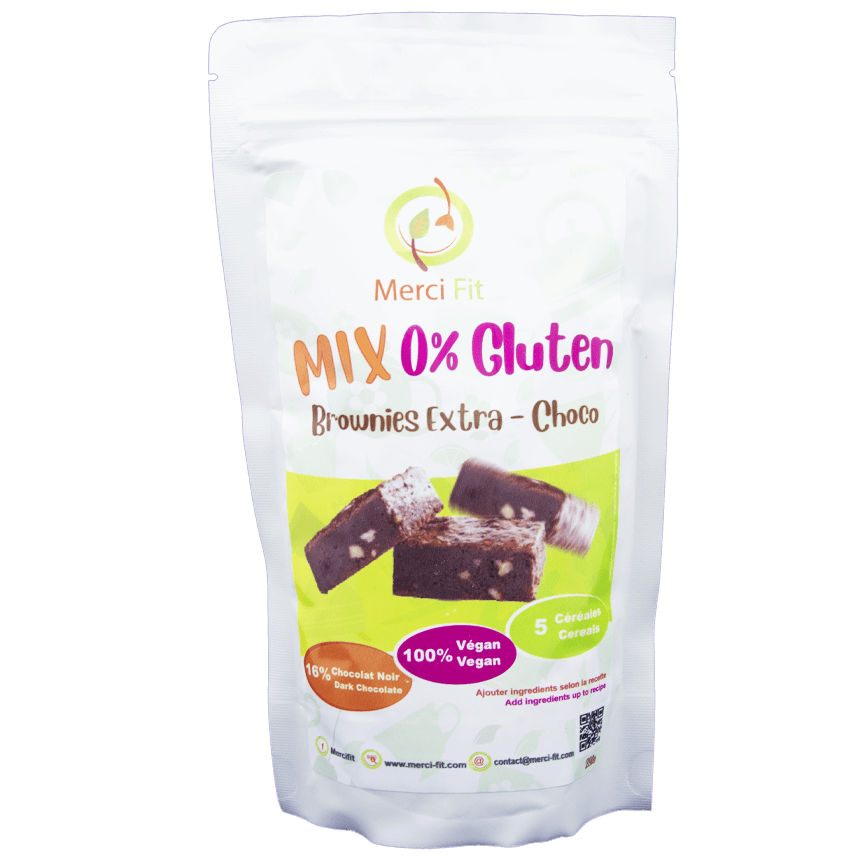 Merci Fit
MIX 0% Gluten
Brownies Extra - Choco
5 Céréales
Cereals
100% Végan
Vegan
16% Chocolat Noir
Dark Chocolate
Ajouter ingredients selon la recette
Add ingredients up to recipe
Mercifit
www.merci-fit.com
contact@merci-fit.com